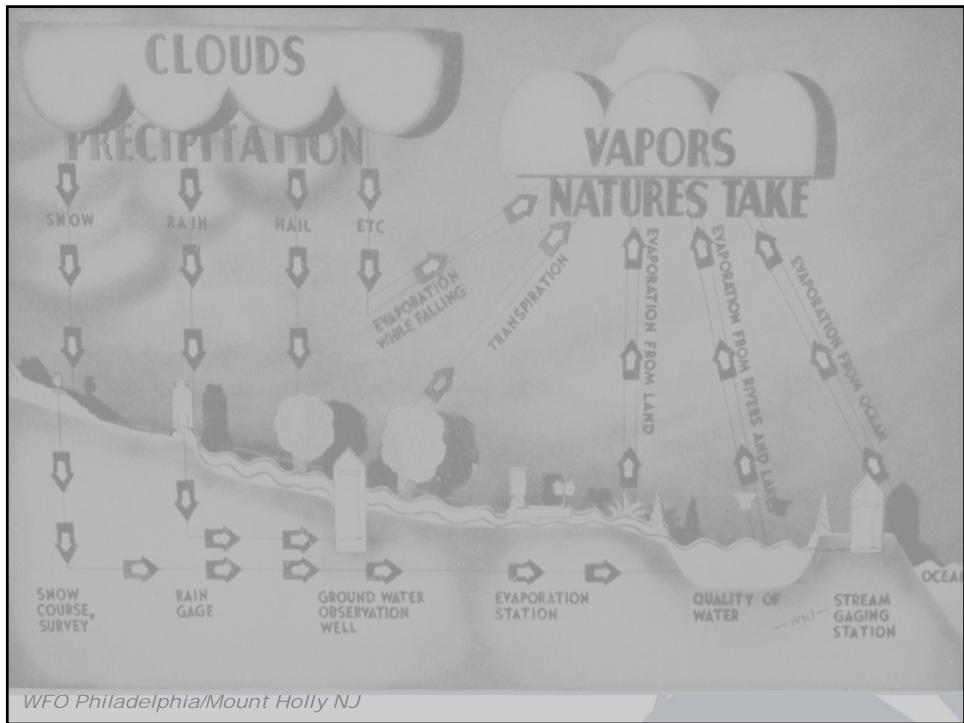 CLOUDS
PRECIPITATION
SNOW
RAIN
HAIL
ETC
VAPORS
NATURES TAKE
EVAPORATION
WHILE FALLING
TRANSPIRATION
EVAPORATION FROM LAND
EVAPORATION FROM RIVERS AND LAKE
EVAPORATION FROM OCEAN
SNOW
COURSE
SURVEY
RAIN
GAGE
GROUND WATER
OBSERVATION
WELL
EVAPORATION
STATION
QUALITY OF
WATER
and
STREAM
GAGING
STATION
OCEAN
WFO Philadelphia/Mount Holly NJ